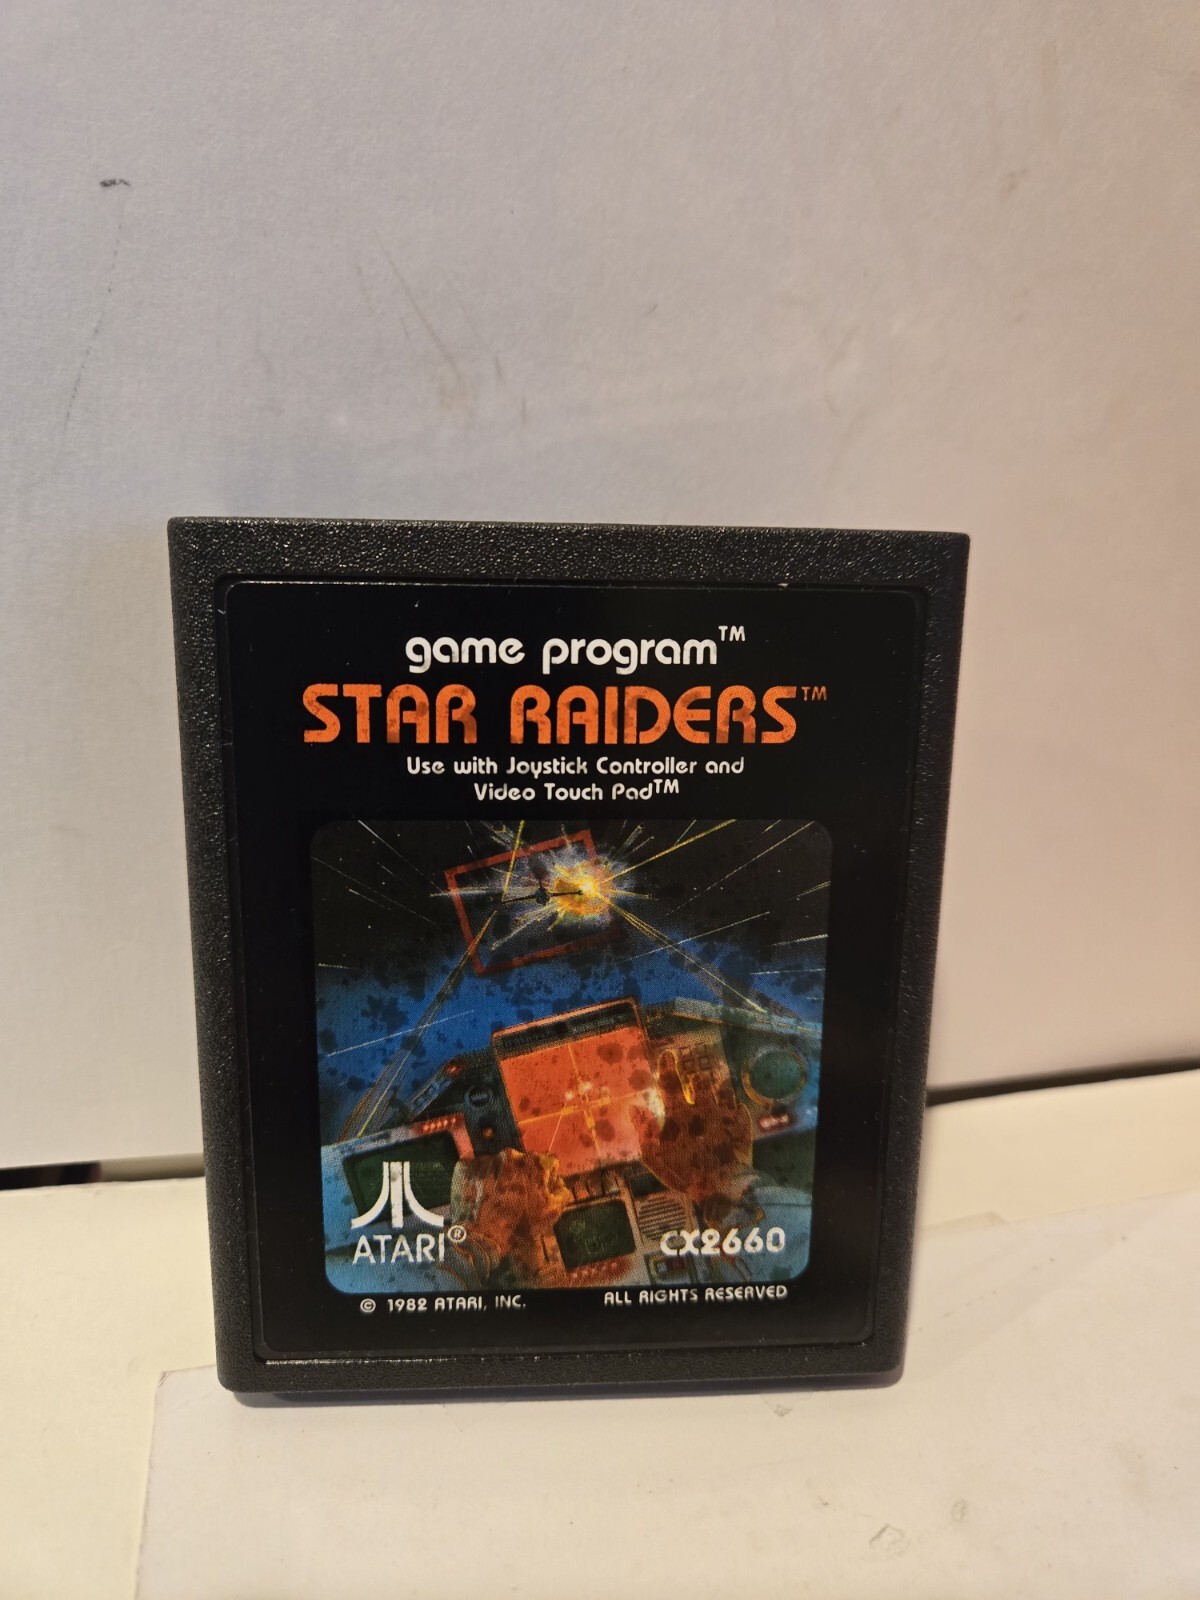 game program™
STAR RAIDERS™
Use with Joystick Controller and
Video Touch Pad™
ATARI®
CX2660
© 1982 ATARI, INC.
ALL RIGHTS RESERVED